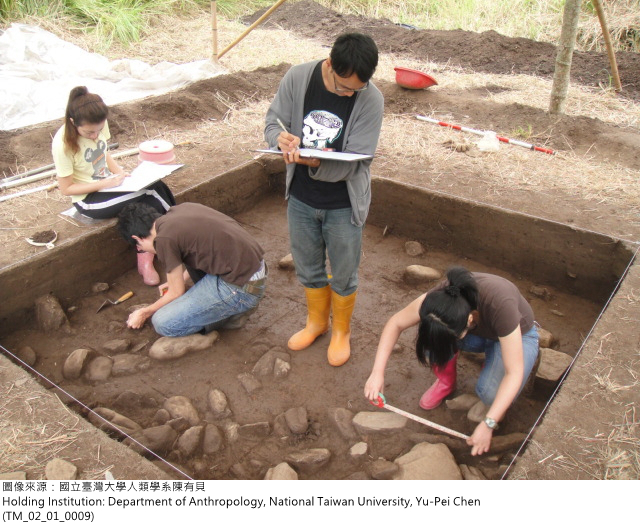 圖像來源：國立臺灣大學人類學系陳有貝
Holding Institution: Department of Anthropology, National Taiwan University, Yu-Pei Chen
(TM_02_01_0009)